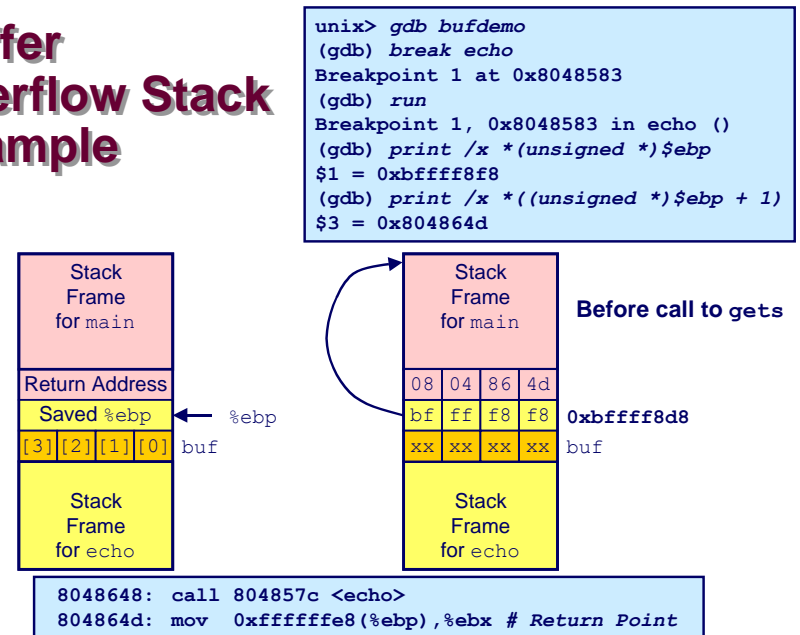 ffer
erflow Stack
ample
unix> gdb bufdemo
(gdb) break echo
Breakpoint 1 at 0x8048583
(gdb) run
Breakpoint 1, 0x8048583 in echo ()
(gdb) print /x *(unsigned *)$ebp
$1 = 0xbffff8f8
(gdb) print /x *((unsigned *)$ebp + 1)
$3 = 0x804864d
Stack
Frame
for main
Return Address
Saved %ebp
%ebp
[3] [2] [1] [0] buf
Stack
Frame
for echo
Stack
Frame
for main
Before call to gets
08 04 86 4d
bf ff f8 f8 0xbffff8d8
xx xx xx xx buf
Stack
Frame
for echo
8048648: call 804857c <echo>
804864d: mov 0xffffffe8(%ebp),%ebx # Return Point